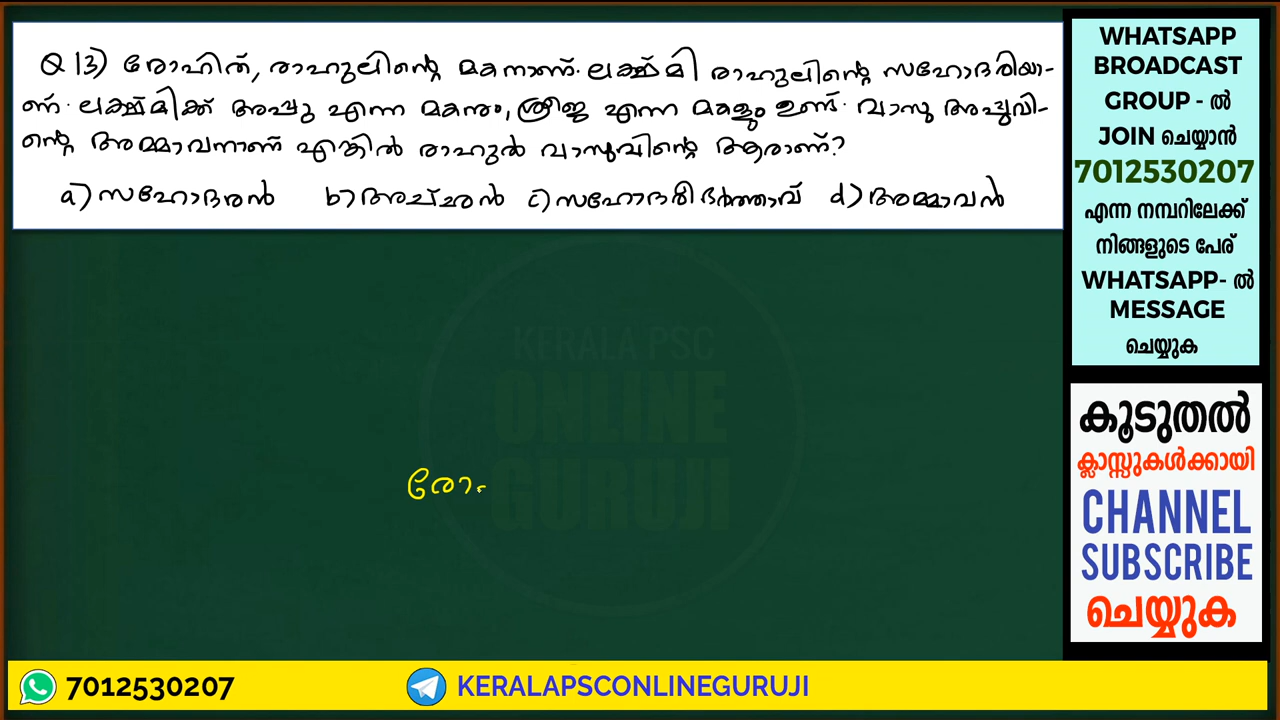 Q 13) രോഹിത്, രാഹുലിന്റെ മകനാണ്. ലക്ഷ്മി രാഹുലിന്റെ സഹോദരിയാ-
ണ്. ലക്ഷ്മിക്ക് അപ്പു എന്ന മകനും, ശ്രീജ എന്ന മകളും ഉണ്ട്. വാസു അപ്പുവി-
ന്റെ അമ്മാവനാണ് എങ്കിൽ രാഹുൽ വാസുവിന്റെ ആരാണ്?
a) സഹോദരൻ b) അച്ഛൻ c) സഹോദരീ ഭർത്താവ് d) അമ്മാവൻ
KERALA PSC
ONLINE
GURUJI
രോ
WHATSAPP
BROADCAST
GROUP - ൽ
JOIN ചെയ്യാൻ
7012530207
എന്ന നമ്പറിലേക്ക്
നിങ്ങളുടെ പേര്
WHATSAPP- ൽ
MESSAGE
ചെയ്യുക
കൂടുതൽ
ക്ലാസ്സുകൾക്കായി
CHANNEL
SUBSCRIBE
ചെയ്യുക
7012530207 KERALAPSCONLINEGURUJI